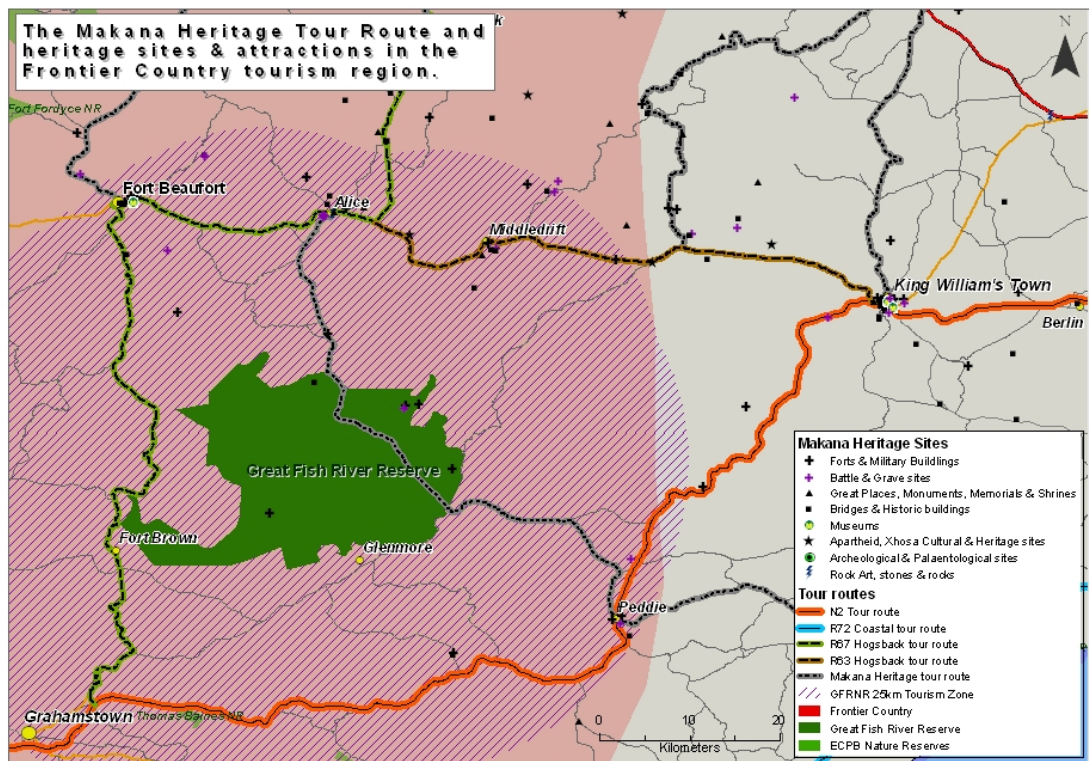 The Makana Heritage Tour Route and
heritage sites & attractions in the
Frontier Country tourism region.
k
N
Fort Fordyce NR
Fort Beaufort
Alice
Middledrift
King William's Town
Berlin
Great Fish River Reserve
Fort Brown
Glenmore
Peddie
Grahamstown
Thomas Baines NR
0 10 20
Kilometers
Makana Heritage Sites
Forts & Military Buildings
Battle & Grave sites
Great Places, Monuments, Memorials & Shrines
Bridges & Historic buildings
Museums
Apartheid, Xhosa Cultural & Heritage sites
Archeological & Palaentological sites
Rock Art, stones & rocks
Tour routes
N2 Tour route
R72 Coastal tour route
R67 Hogsback tour route
R63 Hogsback tour route
Makana Heritage tour route
GFRNR 25km Tourism Zone
Frontier Country
Great Fish River Reserve
ECPB Nature Reserves